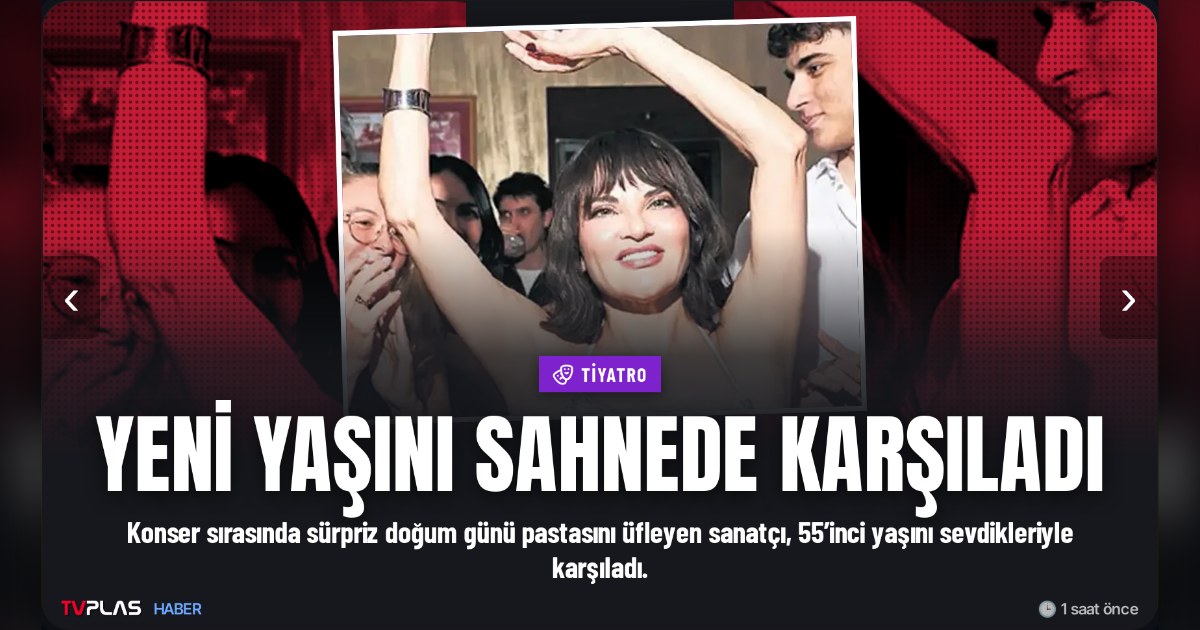 TİYATRO
YENİ YAŞINI SAHNEDE KARŞILADI
Konser sırasında sürpriz doğum günü pastasını üfleyen sanatçı, 55’inci yaşını sevdikleriyle
karşıladı.
TVPLAS HABER
1 saat önce